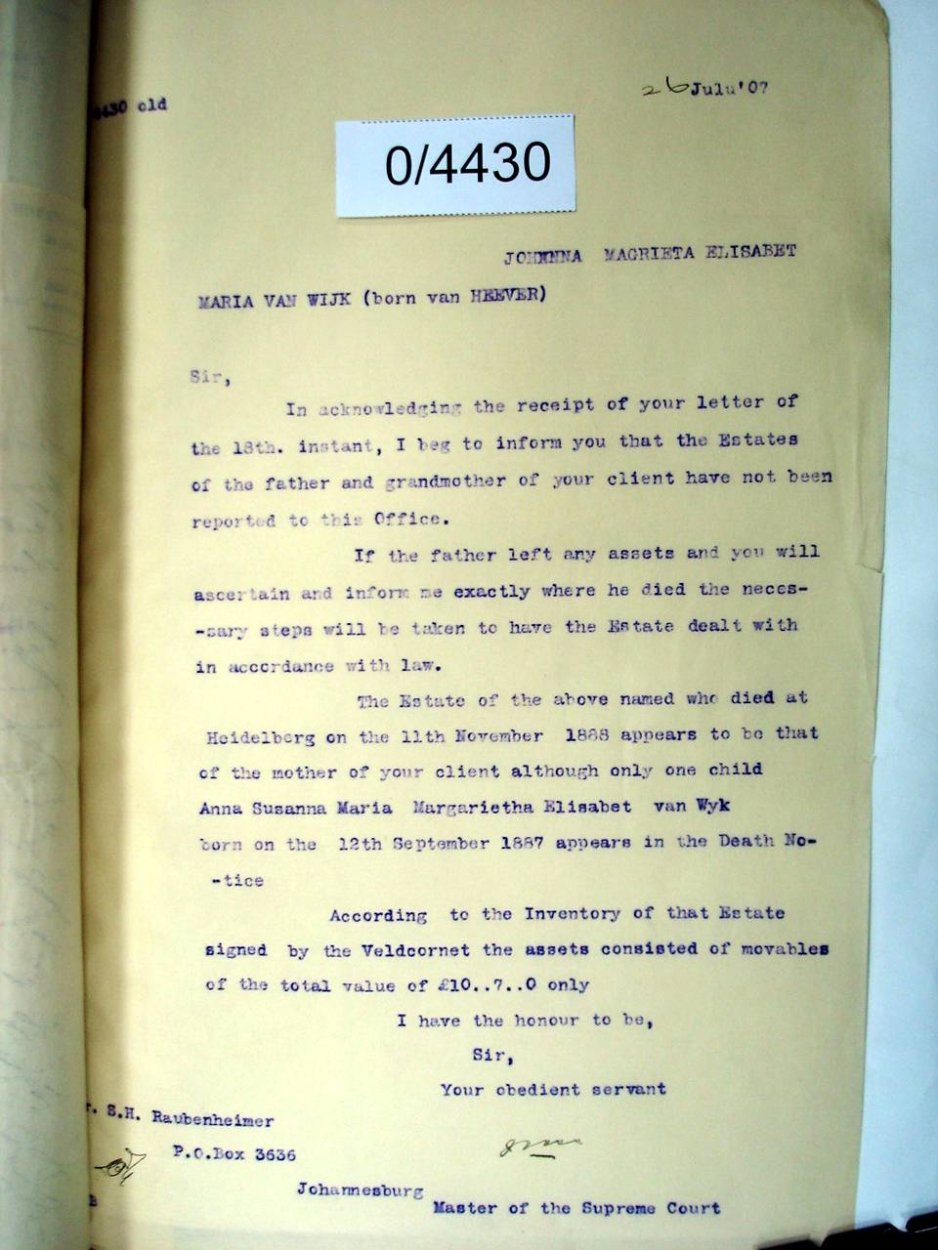 4430 old
26 Julu'07
0/4430
JOHNNNA MAGRIETA ELISABET
MARIA VAN WIJK (born van HEEVER)
Sir,
In acknowledging the receipt of your letter of
the 18th. instant, I beg to inform you that the Estates
of the father and grandmother of your client have not been
reported to this Office.
If the father left any assets and you will
ascertain and inform me exactly where he died the neces-
-sary steps will be taken to have the Estate dealt with
in accordance with law.
The Estate of the above named who died at
Heidelberg on the 11th November 1888 appears to be that
of the mother of your client although only one child
Anna Susanna Maria Margarietha Elisabet van Wyk
born on the 12th September 1887 appears in the Death No-
-tice
According to the Inventory of that Estate
signed by the Veldcornet the assets consisted of movables
of the total value of £10..7..0 only
I have the honour to be,
Sir,
Your obedient servant
r. S.H. Raubenheimer
P.O.Box 3636
Johannesburg
Master of the Supreme Court